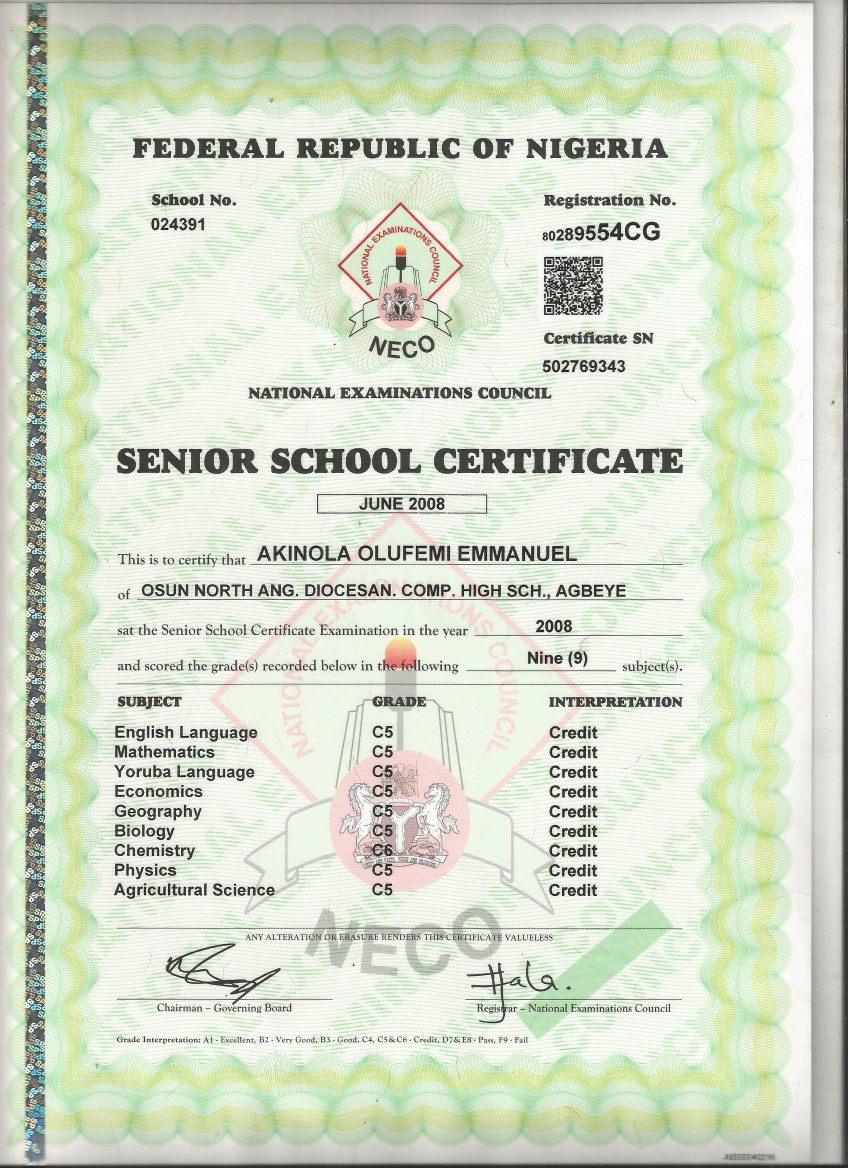 FEDERAL REPUBLIC OF NIGERIA
School No. Registration No.
024391 80289554CG
NATIONAL EXAMINATIONS COUNCIL
NECO
Certificate SN
502769343
NATIONAL EXAMINATIONS COUNCIL
SENIOR SCHOOL CERTIFICATE
JUNE 2008
This is to certify that AKINOLA OLUFEMI EMMANUEL
of OSUN NORTH ANG. DIOCESAN. COMP. HIGH SCH., AGBEYE
sat the Senior School Certificate Examination in the year 2008
and scored the grade(s) recorded below in the following Nine (9) subject(s).
SUBJECT GRADE INTERPRETATION
English Language C5 Credit
Mathematics C5 Credit
Yoruba Language C5 Credit
Economics C5 Credit
Geography C5 Credit
Biology C5 Credit
Chemistry C6 Credit
Physics C5 Credit
Agricultural Science C5 Credit
NATIONAL EXAMINATIONS COUNCIL
NECO
ANY ALTERATION OR ERASURE RENDERS THIS CERTIFICATE VALUELESS
Chairman – Governing Board Registrar – National Examinations Council
Grade Interpretation: A1 - Excellent, B2 - Very Good, B3 - Good, C4, C5 & C6 - Credit, D7 & E8 - Pass, F9 - Fail